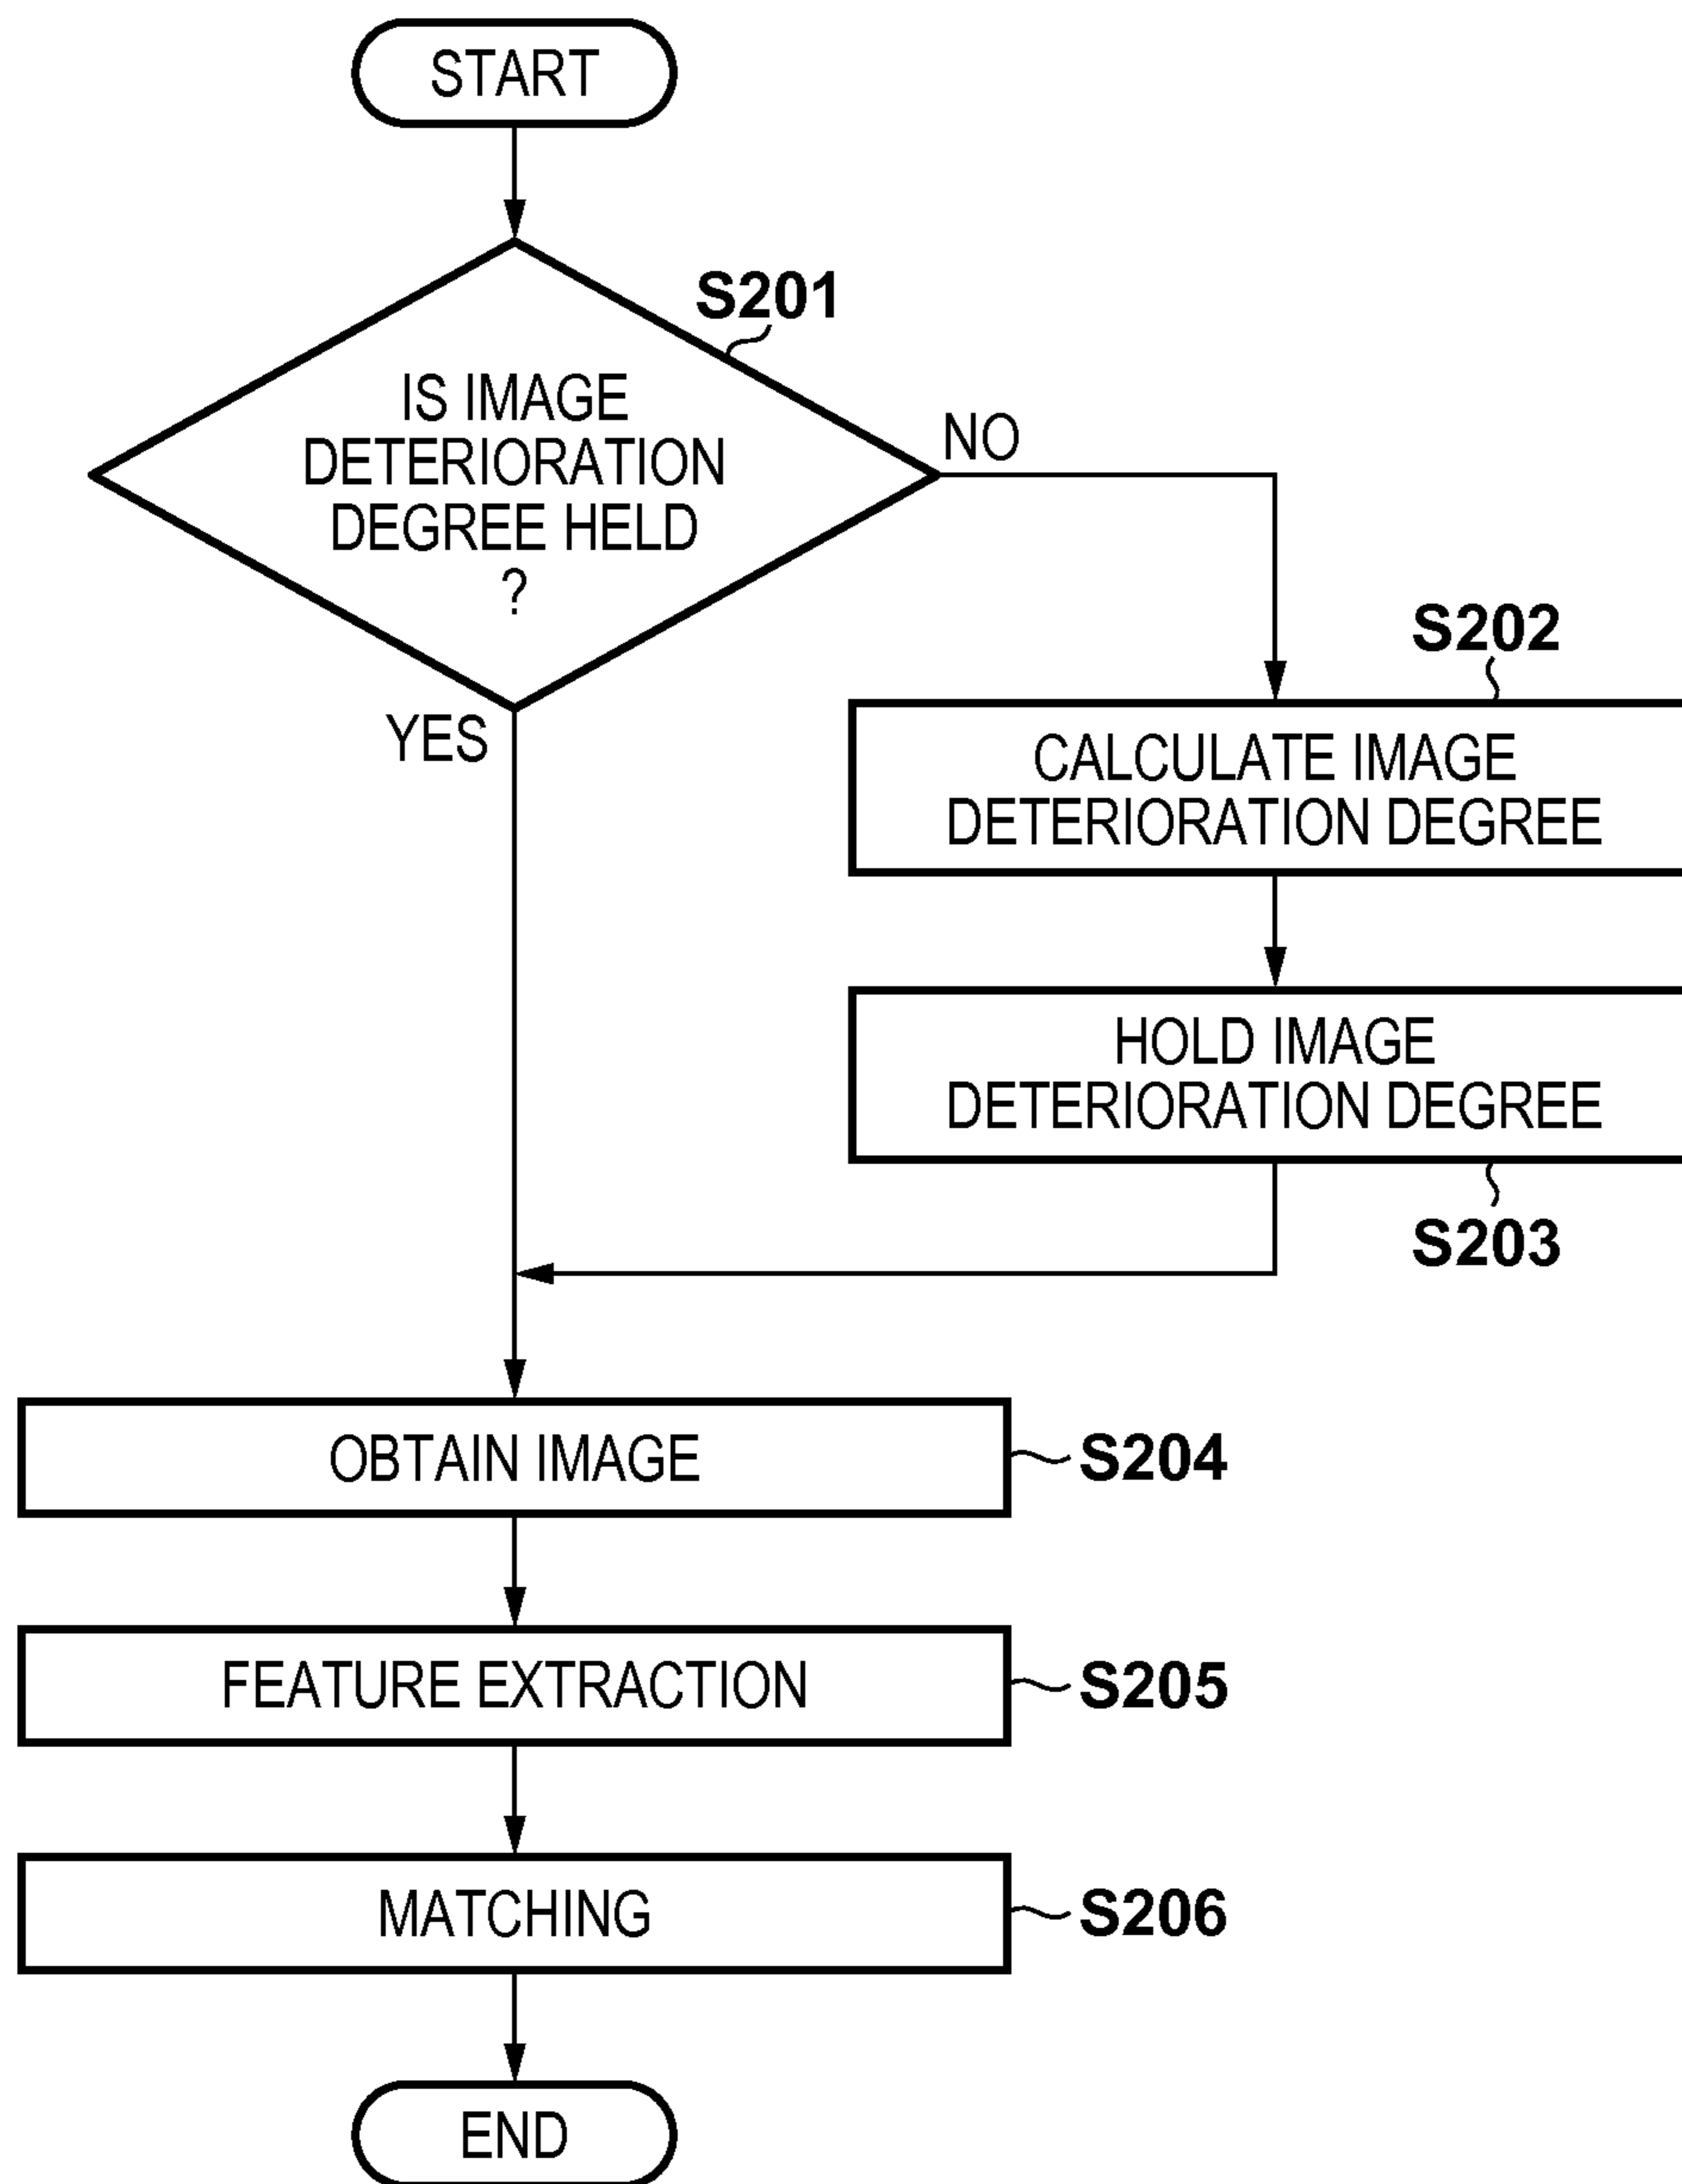 START
S201
IS IMAGE
DETERIORATION
DEGREE HELD
?
NO
YES
S202
CALCULATE IMAGE
DETERIORATION DEGREE
HOLD IMAGE
DETERIORATION DEGREE
S203
OBTAIN IMAGE
S204
FEATURE EXTRACTION
S205
MATCHING
S206
END